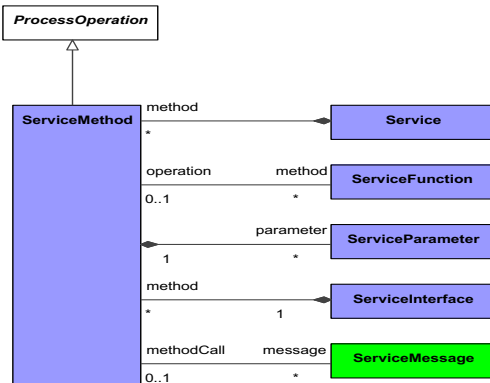 ProcessOperation
ServiceMethod
method
*
Service
operation method
0..1 *
ServiceFunction
parameter
1 *
ServiceParameter
method
* 1
ServiceInterface
methodCall message
0..1 *
ServiceMessage